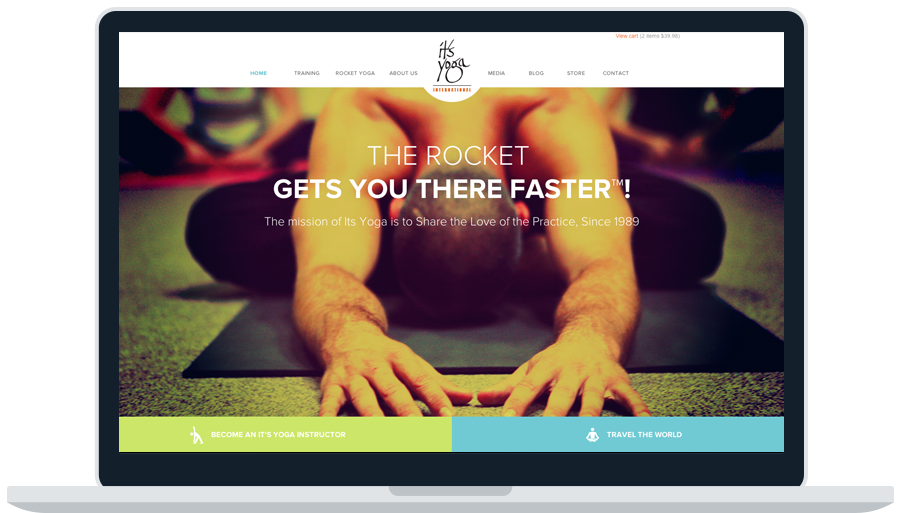 View cart (2 items $39.98)
it's
yoga
INTERNATIONAL
HOME TRAINING ROCKET YOGA ABOUT US MEDIA BLOG STORE CONTACT
THE ROCKET
GETS YOU THERE FASTER™!
The mission of Its Yoga is to Share the Love of the Practice, Since 1989
BECOME AN IT'S YOGA INSTRUCTOR
TRAVEL THE WORLD